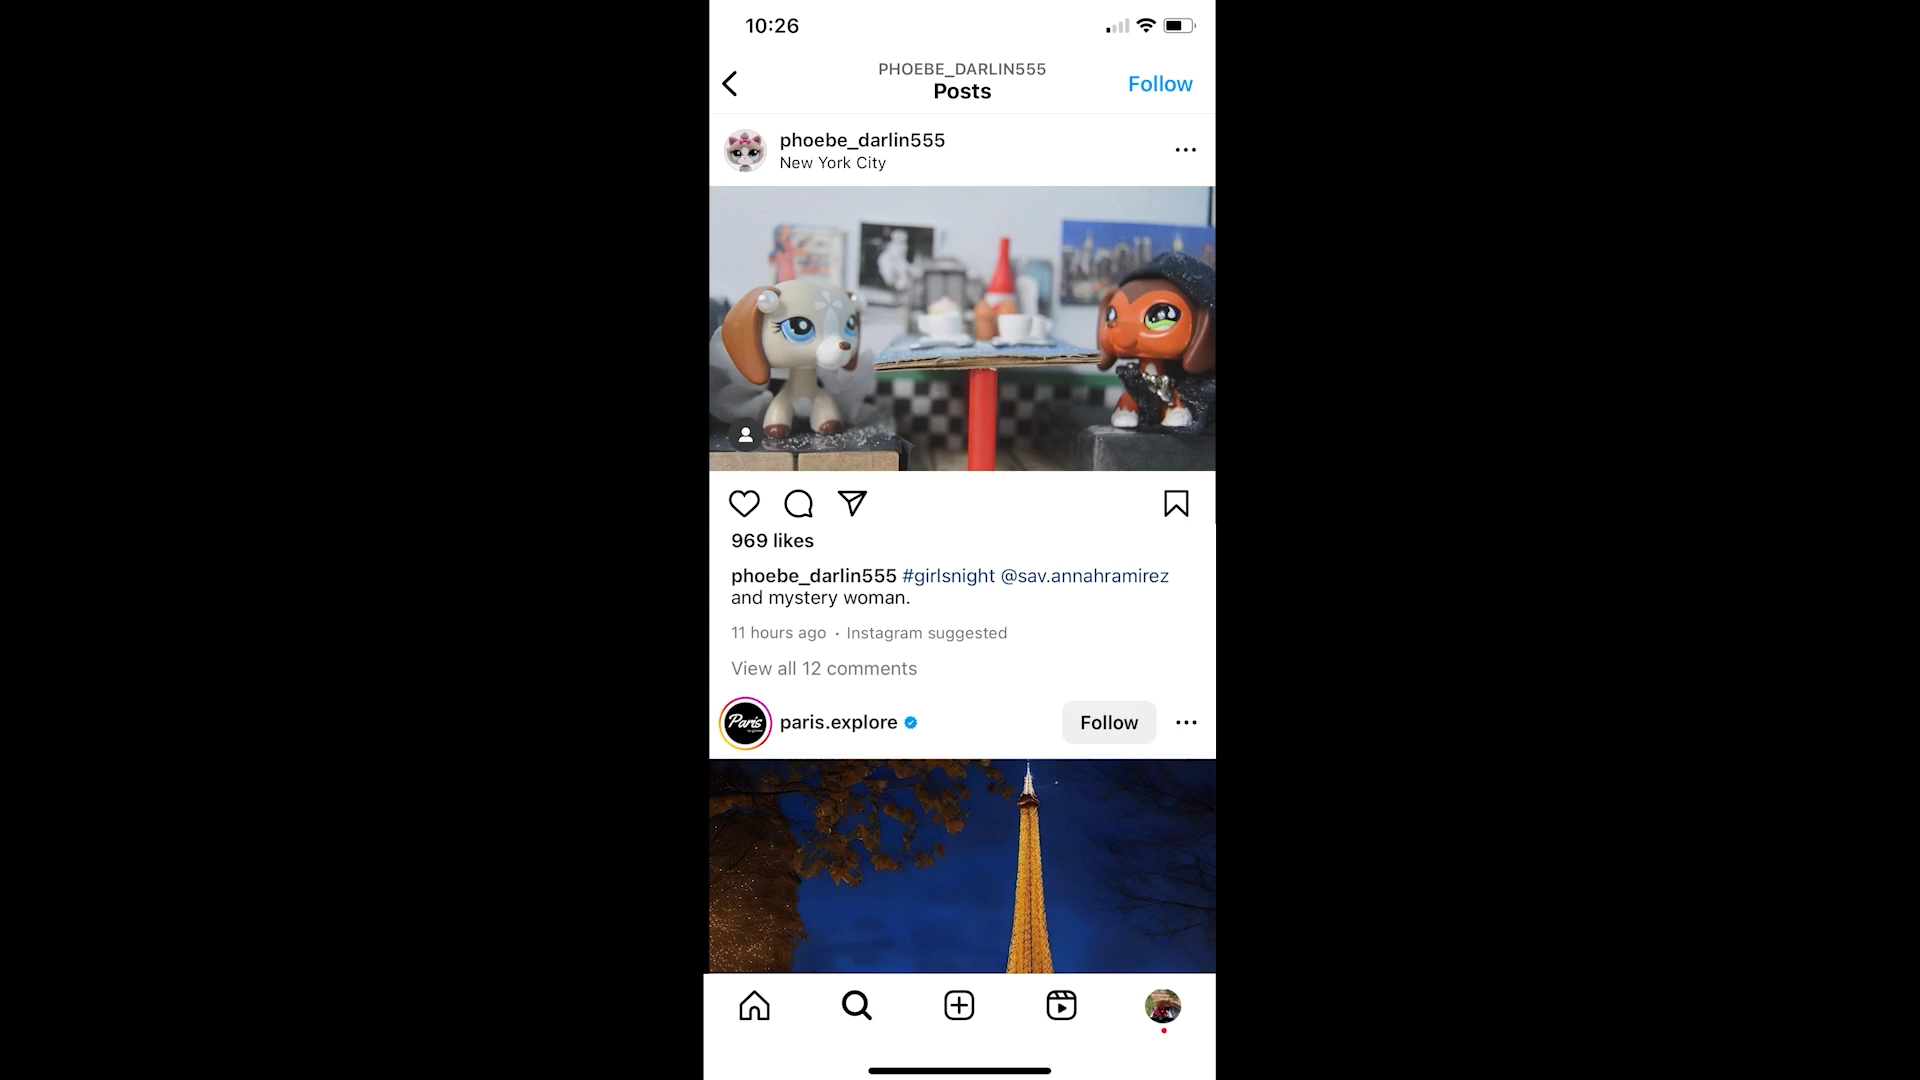 10:26
PHOEBE_DARLIN555
Posts
Follow
phoebe_darlin555
New York City
969 likes
phoebe_darlin555 #girlsnight @sav.annahramirez
and mystery woman.
11 hours ago · Instagram suggested
View all 12 comments
Paris
paris.explore
Follow